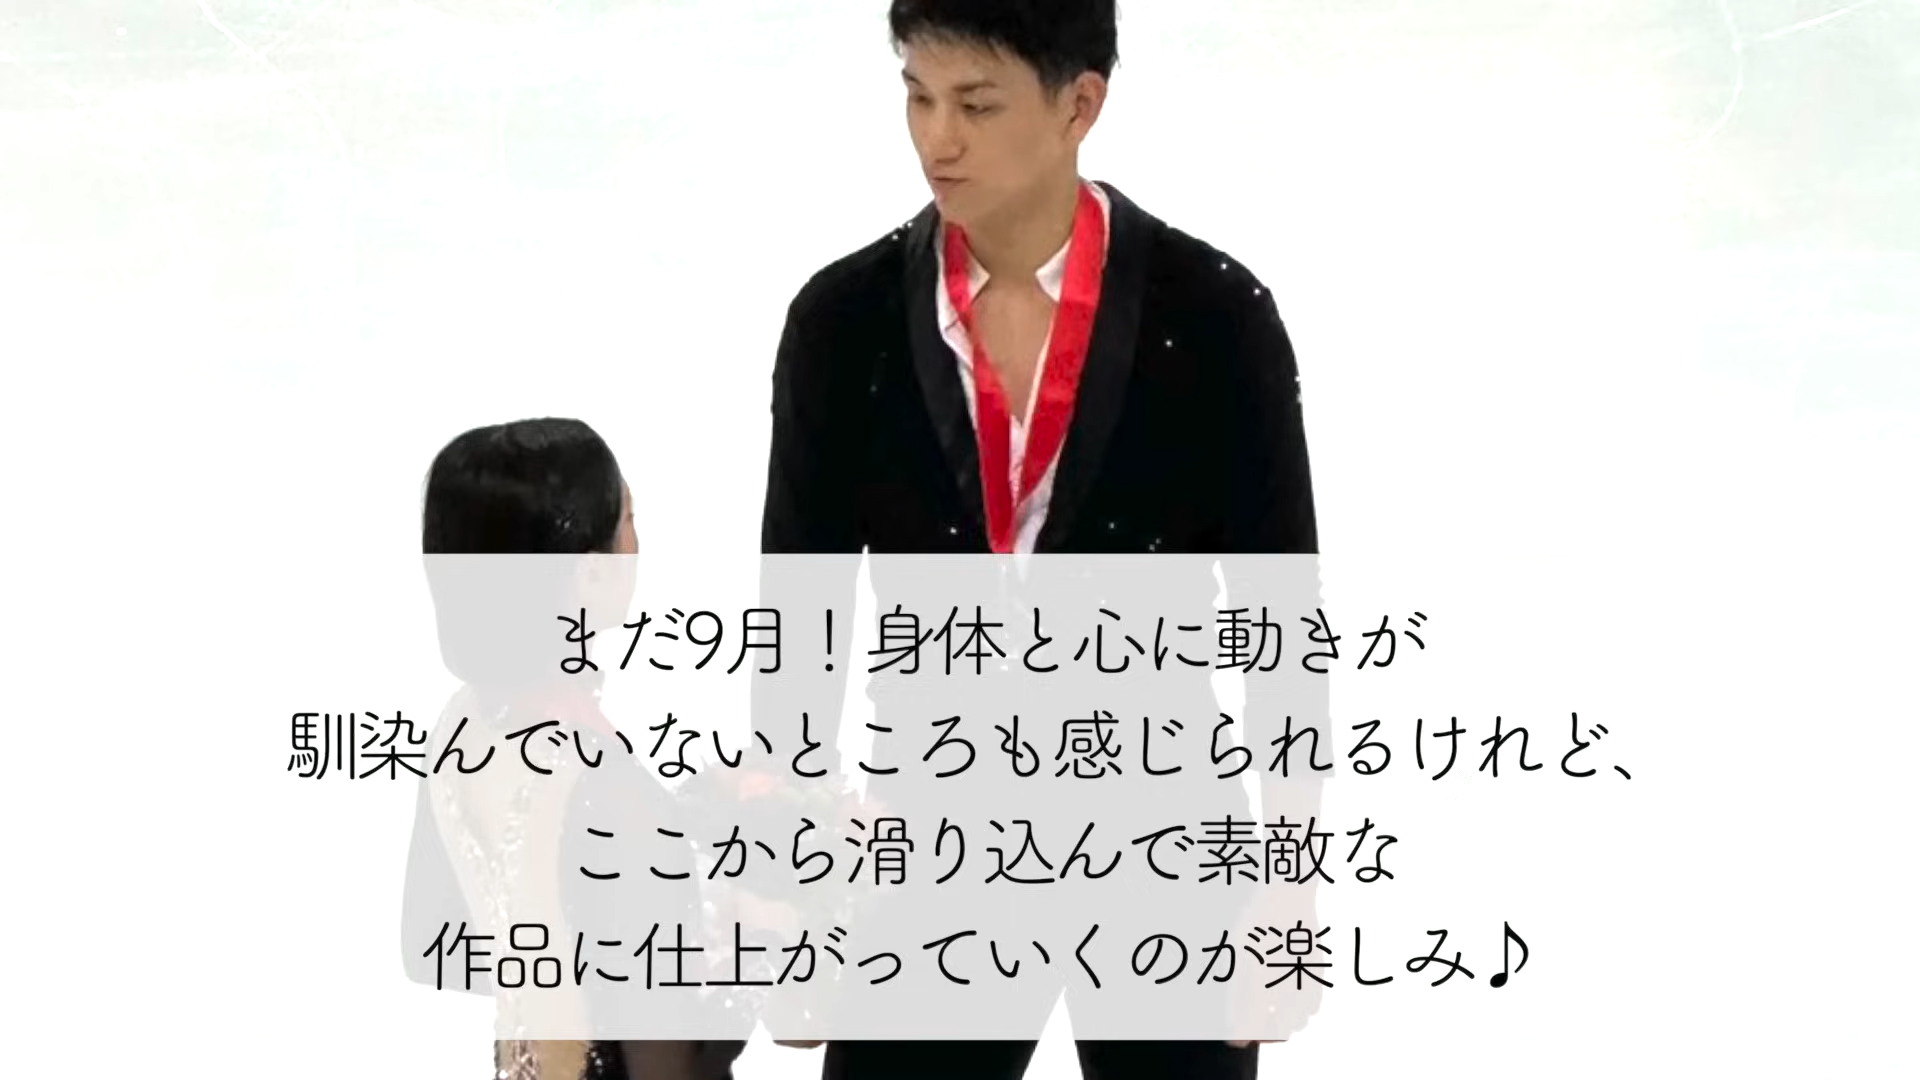 まだ9月！身体と心に動きが
馴染んでいないところも感じられるけれど、
ここから滑り込んで素敵な
作品に仕上がっていくのが楽しみ♪